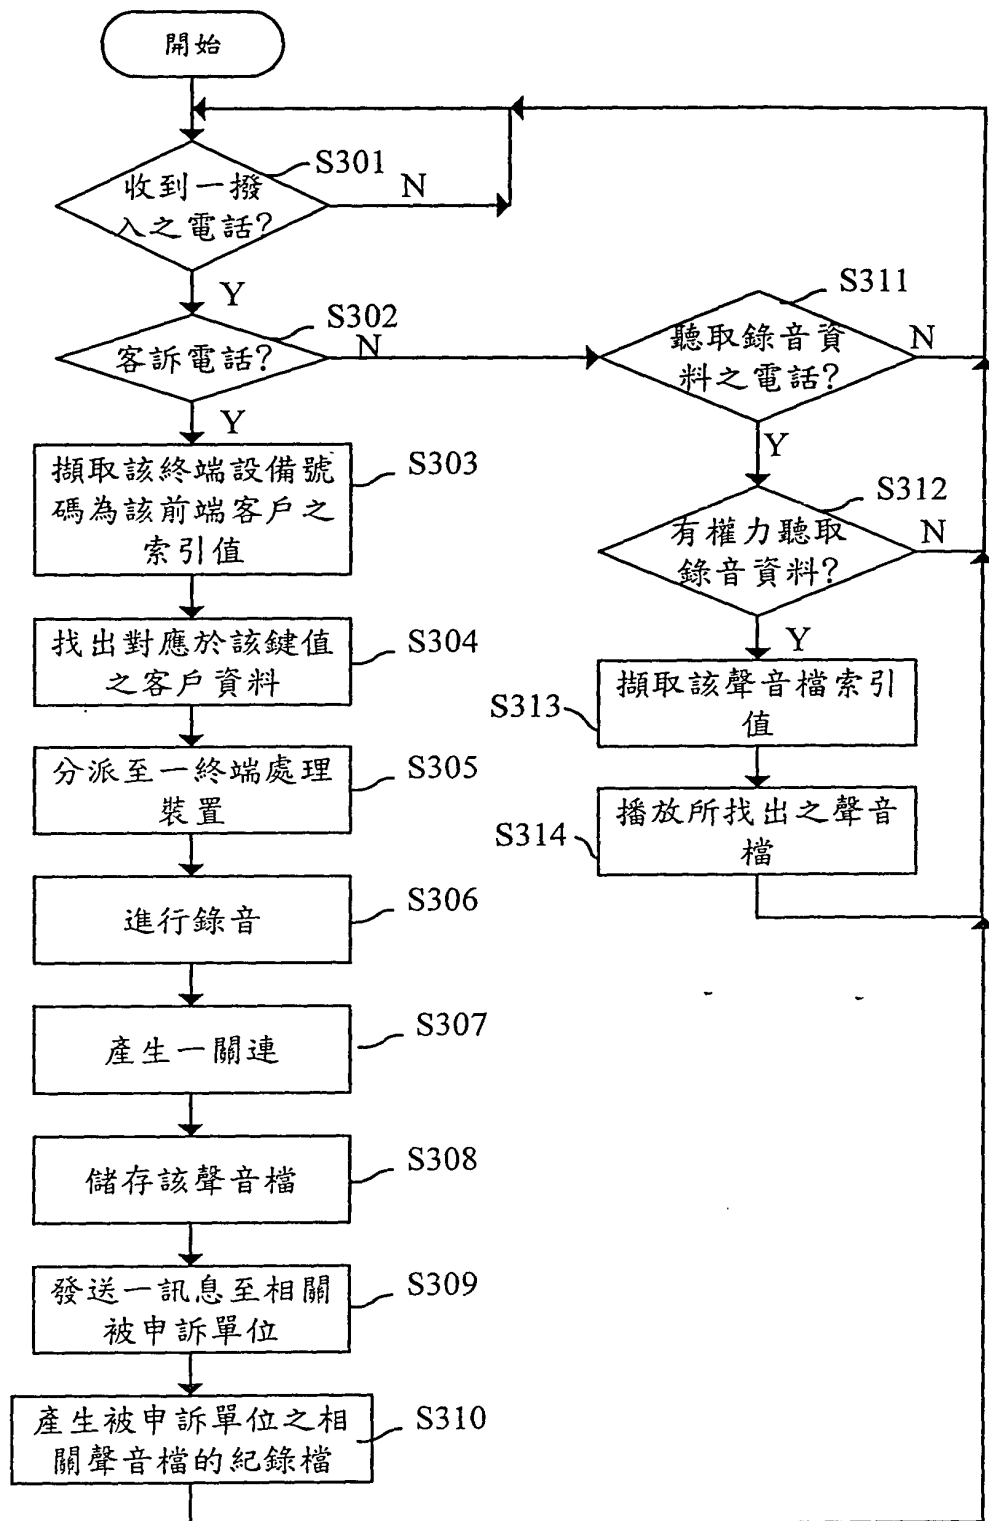 開始
S301
收到一撥
入之電話?
N
Y
S302
客訴電話?
N
Y
S311
聽取錄音資
料之電話?
N
Y
S303
擷取該終端設備號
碼為該前端客戶之
索引值
S312
有權力聽取
錄音資料?
N
Y
S304
找出對應於該鍵值
之客戶資料
S313
擷取該聲音檔索引
值
S305
分派至一終端處理
裝置
S314
播放所找出之聲音
檔
S306
進行錄音
S307
產生一關連
S308
儲存該聲音檔
S309
發送一訊息至相關
被申訴單位
S310
產生被申訴單位之相
關聲音檔的紀錄檔